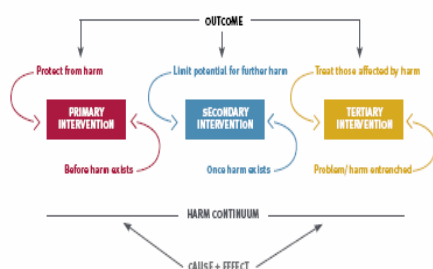 OUTCOME
Protect from harm
Limit potential for further harm
Treat those affected by harm
PRIMARY
INTERVENTION
SECONDARY
INTERVENTION
TERTIARY
INTERVENTION
Before harm exists
Once harm exists
Problem/harm entrenched
HARM CONTINUUM
CAUSE + EFFECT